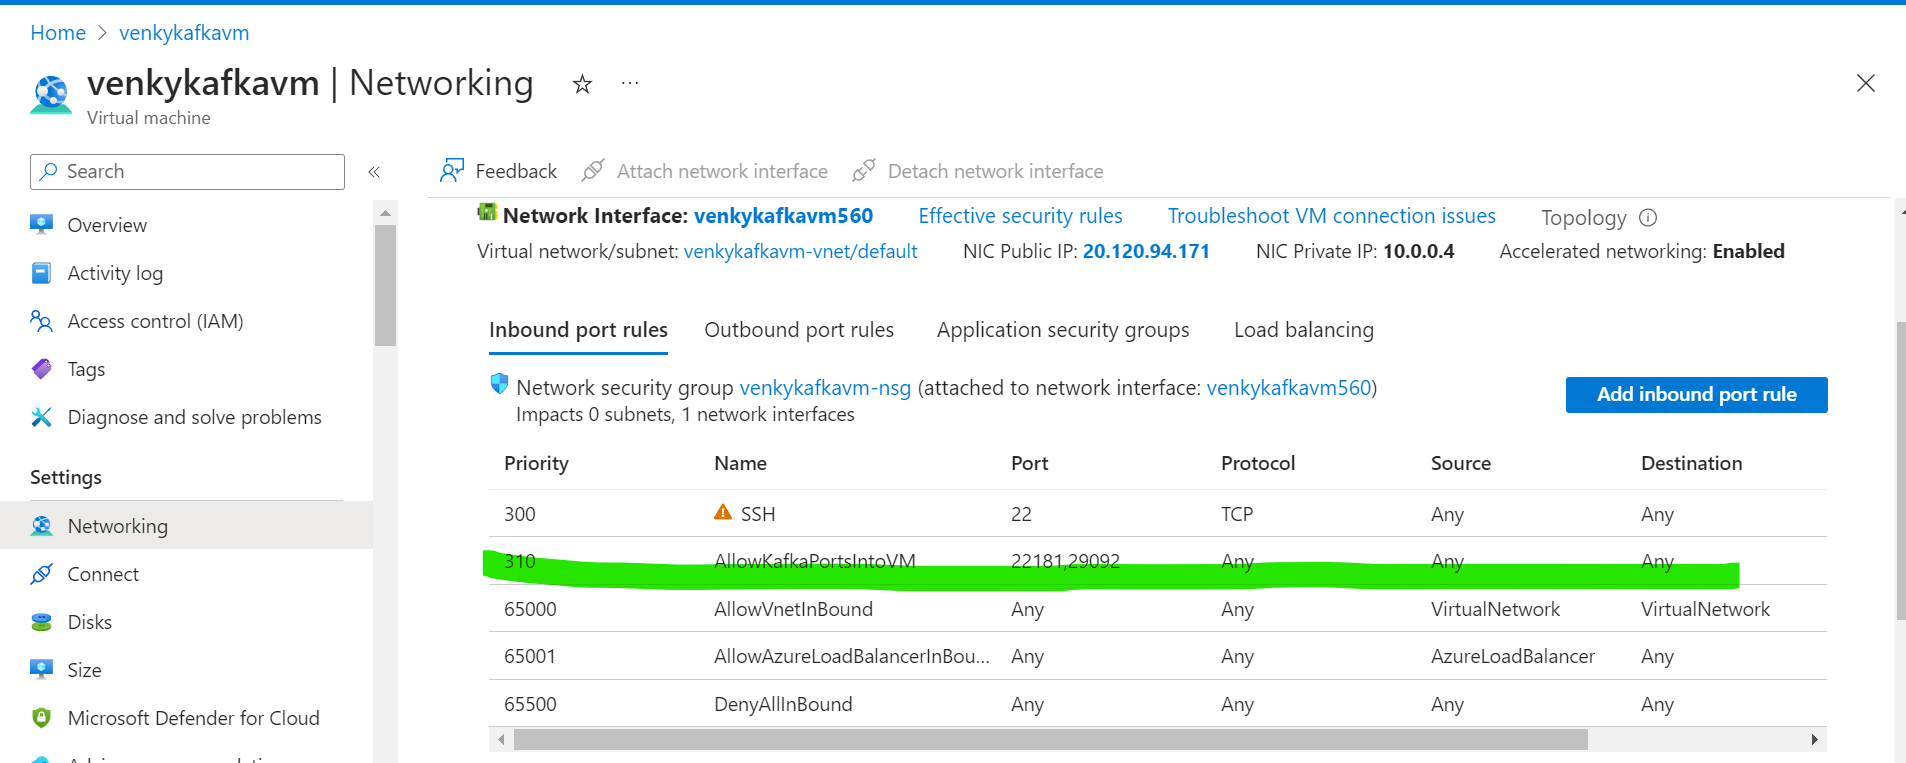 Home > venkykafkavm
venkykafkavm | Networking ☆ ···
Virtual machine
Search «
Feedback Attach network interface Detach network interface
Overview
Activity log
Access control (IAM)
Tags
Diagnose and solve problems
Settings
Networking
Connect
Disks
Size
Microsoft Defender for Cloud
Network Interface: venkykafkavm560 Effective security rules Troubleshoot VM connection issues Topology
Virtual network/subnet: venkykafkavm-vnet/default NIC Public IP: 20.120.94.171 NIC Private IP: 10.0.0.4 Accelerated networking: Enabled
Inbound port rules Outbound port rules Application security groups Load balancing
Network security group venkykafkavm-nsg (attached to network interface: venkykafkavm560)
Impacts 0 subnets, 1 network interfaces
Add inbound port rule
Priority Name Port Protocol Source Destination
300 SSH 22 TCP Any Any
310 AllowKafkaPortsIntoVM 22181,29092 Any Any Any
65000 AllowVnetInBound Any Any VirtualNetwork VirtualNetwork
65001 AllowAzureLoadBalancerInBou... Any Any AzureLoadBalancer Any
65500 DenyAllInBound Any Any Any Any